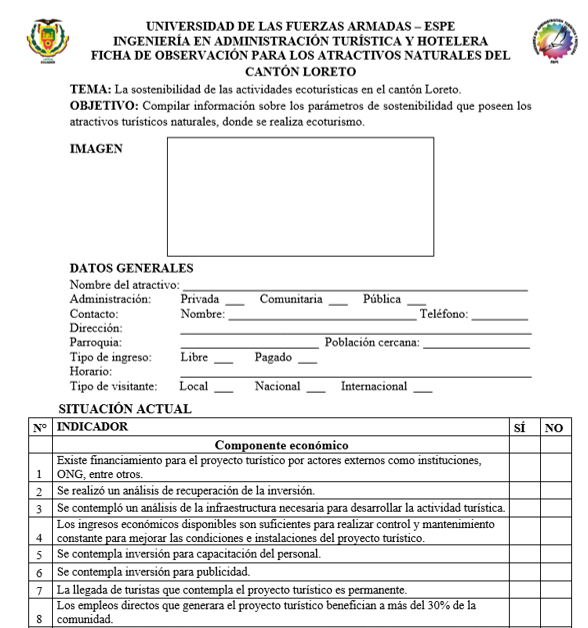 UNIVERSIDAD DE LAS FUERZAS ARMADAS – ESPE
INGENIERÍA EN ADMINISTRACIÓN TURÍSTICA Y HOTELERA
FICHA DE OBSERVACIÓN PARA LOS ATRACTIVOS NATURALES DEL
CANTÓN LORETO
TEMA: La sostenibilidad de las actividades ecoturísticas en el cantón Loreto.
OBJETIVO: Compilar información sobre los parámetros de sostenibilidad que poseen los
atractivos turísticos naturales, donde se realiza ecoturismo.
IMAGEN
DATOS GENERALES
Nombre del atractivo:
Administración: Privada ___ Comunitaria ___ Pública ___
Contacto: Nombre: ___ Teléfono: ___
Dirección:
Parroquia: ___ Población cercana: ___
Tipo de ingreso: Libre ___ Pagado ___
Horario:
Tipo de visitante: Local ___ Nacional ___ Internacional ___
SITUACIÓN ACTUAL
N° INDICADOR SÍ NO
Componente económico
Existe financiamiento para el proyecto turístico por actores externos como instituciones,
1 ONG, entre otros.
2 Se realizó un análisis de recuperación de la inversión.
3 Se contempló un análisis de la infraestructura necesaria para desarrollar la actividad turística.
Los ingresos económicos disponibles son suficientes para realizar control y mantenimiento
4 constante para mejorar las condiciones e instalaciones del proyecto turístico.
5 Se contempla inversión para capacitación del personal.
6 Se contempla inversión para publicidad.
7 La llegada de turistas que contempla el proyecto turístico es permanente.
Los empleos directos que generara el proyecto turístico benefician a más del 30% de la
8 comunidad.